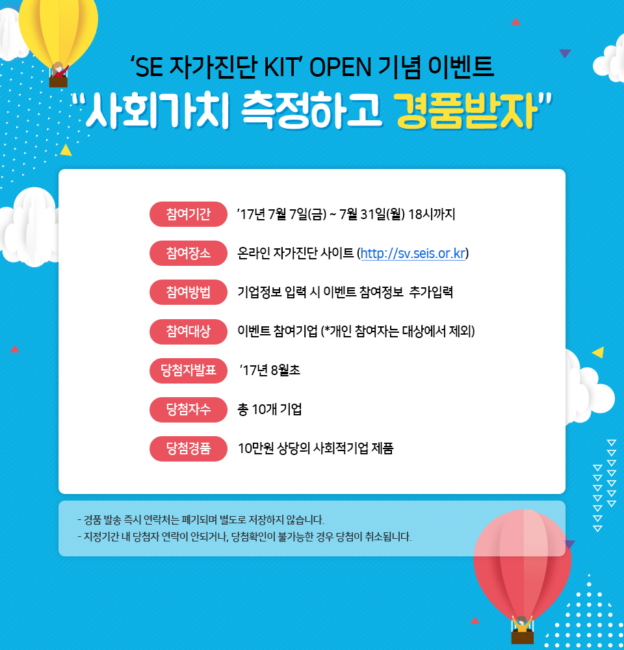 ‘SE 자가진단 KIT’ OPEN 기념 이벤트
“사회가치 측정하고 경품받자”
참여기간 ’17년 7월 7일(금) ~ 7월 31일(월) 18시까지
참여장소 온라인 자가진단 사이트 (http://sv.seis.or.kr)
참여방법 기업정보 입력 시 이벤트 참여정보 추가입력
참여대상 이벤트 참여기업 (*개인 참여자는 대상에서 제외)
당첨자발표 ’17년 8월초
당첨자수 총 10개 기업
당첨경품 10만원 상당의 사회적기업 제품
- 경품 발송 즉시 연락처는 폐기되며 별도로 저장하지 않습니다.
- 지정기간 내 당첨자 연락이 안되거나, 당첨확인이 불가능한 경우 당첨이 취소됩니다.